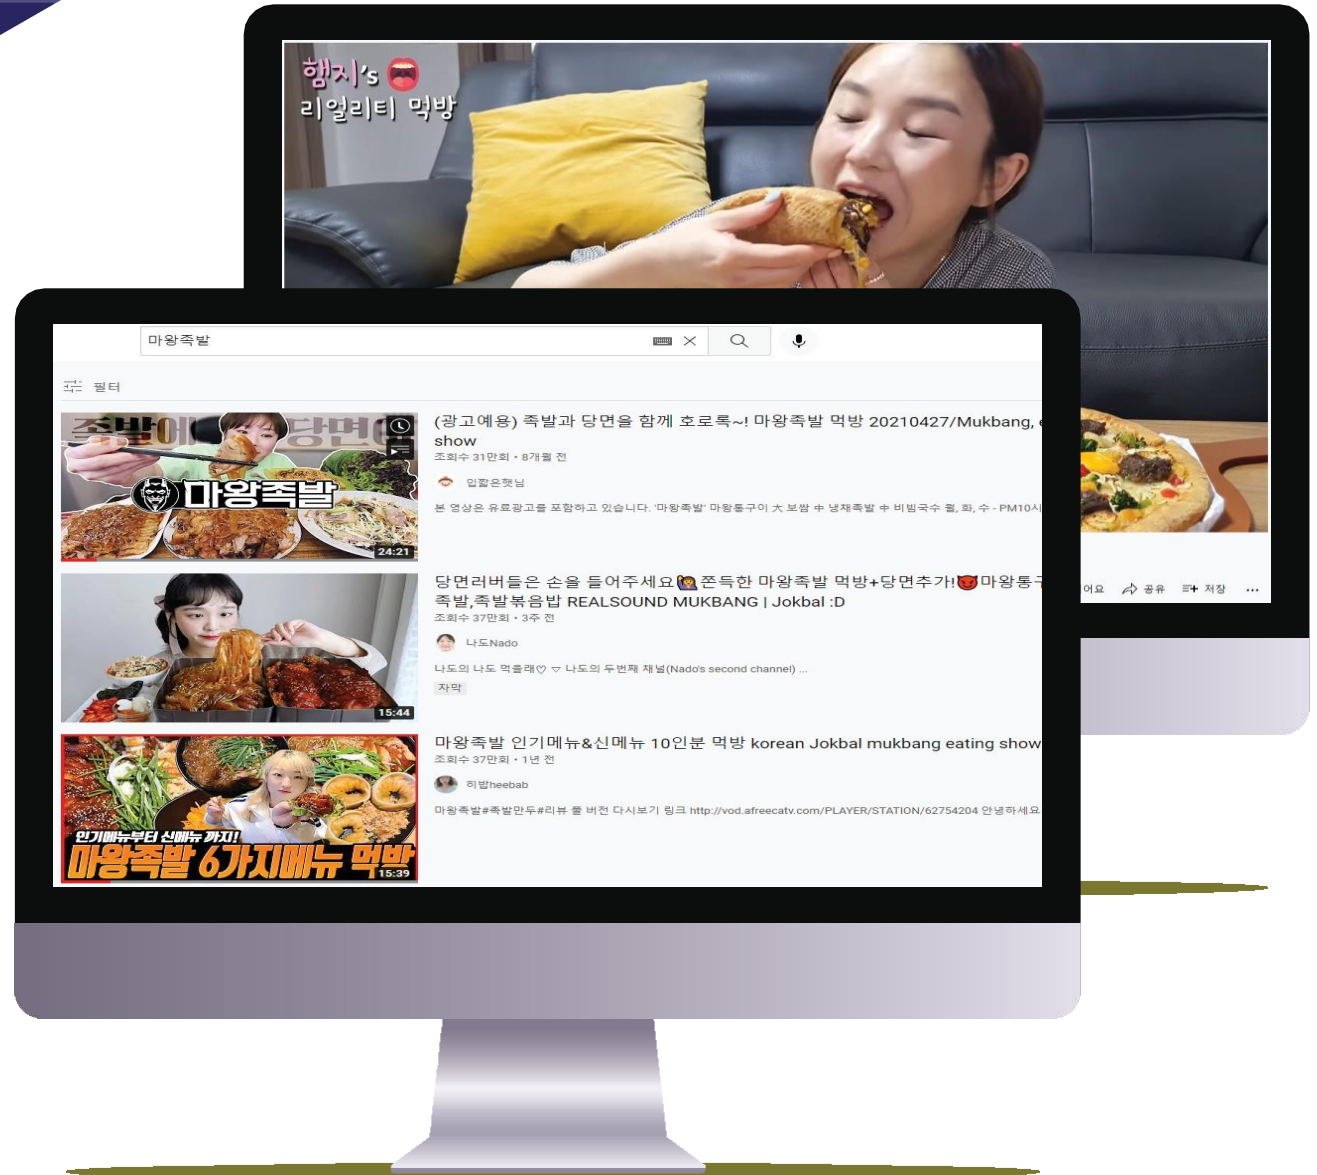 햄지's
리얼리티 먹방
마왕족발
필터
족발에 당면이
마왕족발
24:21
(광고예용) 족발과 당면을 함께 호로록~! 마왕족발 먹방 20210427/Mukbang,
show
조회수 31만회 • 8개월 전
입짧은햇님
본 영상은 유료광고를 포함하고 있습니다. '마왕족발' 마왕통구이 大 보쌈 中 냉채족발 中 비빔국수 월, 화, 수 - PM10시
15:44
당면러버들은 손을 들어주세요🙋쫀득한 마왕족발 먹방+당면추가!😈마왕통구
족발,족발볶음밥 REALSOUND MUKBANG | Jokbal :D
조회수 37만회 • 3주 전
나도Nado
나도의 나도 먹을래♡ ▽ 나도의 두번째 채널(Nado's second channel) ...
자막
인기메뉴부터 신메뉴 까지!
마왕족발 6가지메뉴 먹방
15:39
마왕족발 인기메뉴&신메뉴 10인분 먹방 korean Jokbal mukbang eating show
조회수 37만회 • 1년 전
히밥heebab
마왕족발#족발만두#리뷰 풀 버전 다시보기 링크 http://vod.afreecatv.com/PLAYER/STATION/62754204 안녕하세요
어요 공유 저장 ...